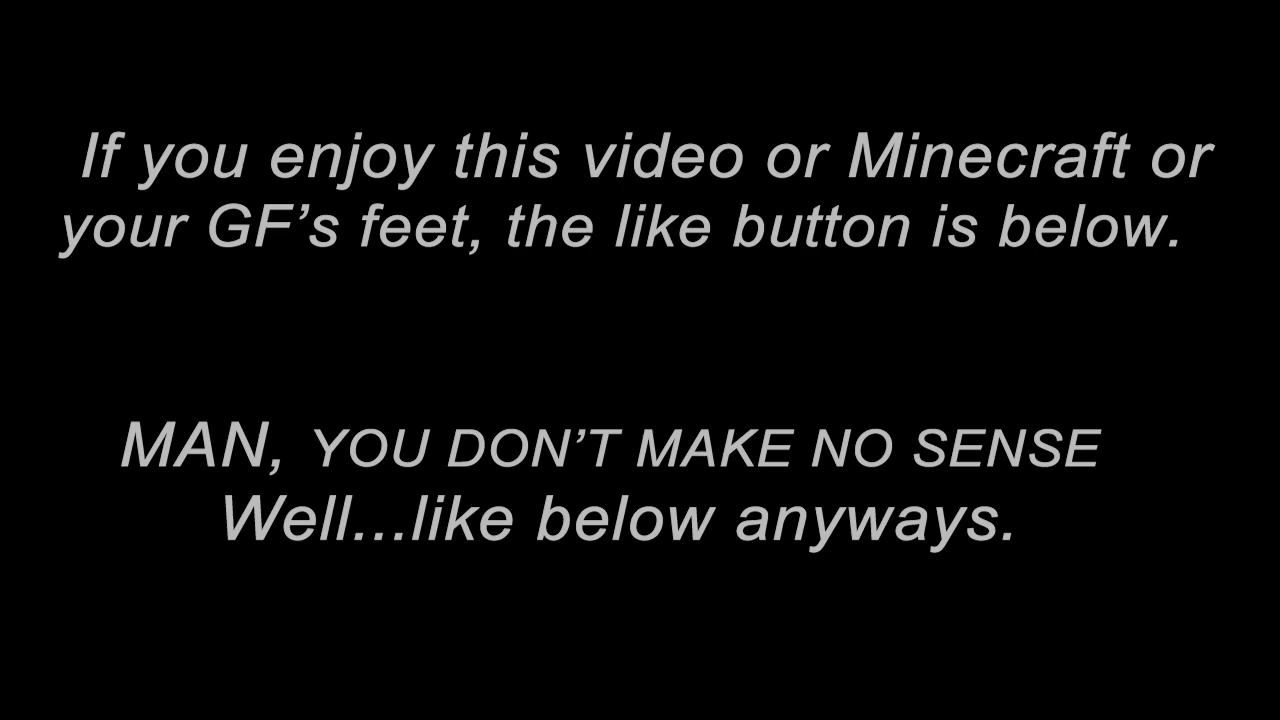 If you enjoy this video or Minecraft or
your GF’s feet, the like button is below.
MAN, YOU DON’T MAKE NO SENSE
Well...like below anyways.